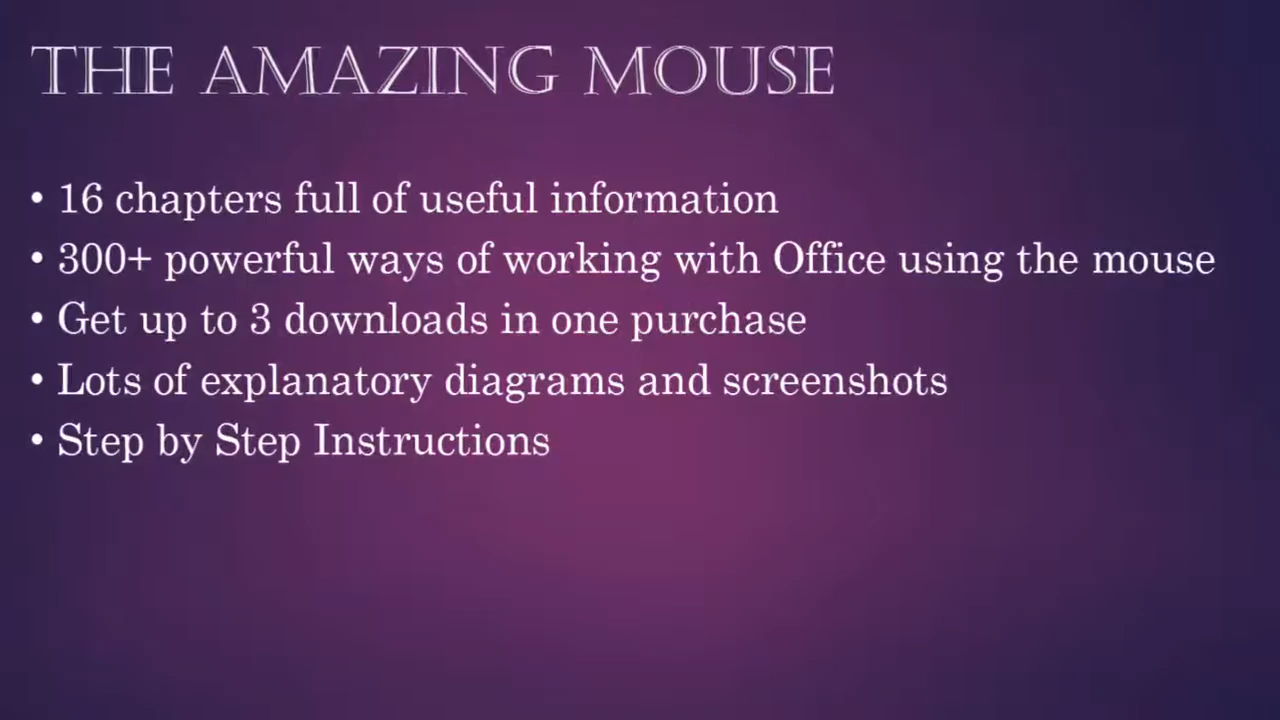 THE AMAZING MOUSE
• 16 chapters full of useful information
• 300+ powerful ways of working with Office using the mouse
• Get up to 3 downloads in one purchase
• Lots of explanatory diagrams and screenshots
• Step by Step Instructions